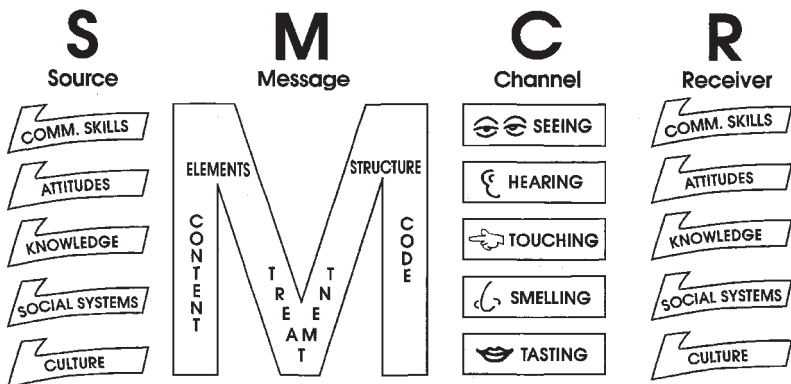 S M C R
Source Message Channel Receiver
COMM. SKILLS
ATTITUDES
KNOWLEDGE
SOCIAL SYSTEMS
CULTURE
ELEMENTS STRUCTURE
CONTENT
TREATMENT
CODE
SEEING
HEARING
TOUCHING
SMELLING
TASTING
COMM. SKILLS
ATTITUDES
KNOWLEDGE
SOCIAL SYSTEMS
CULTURE